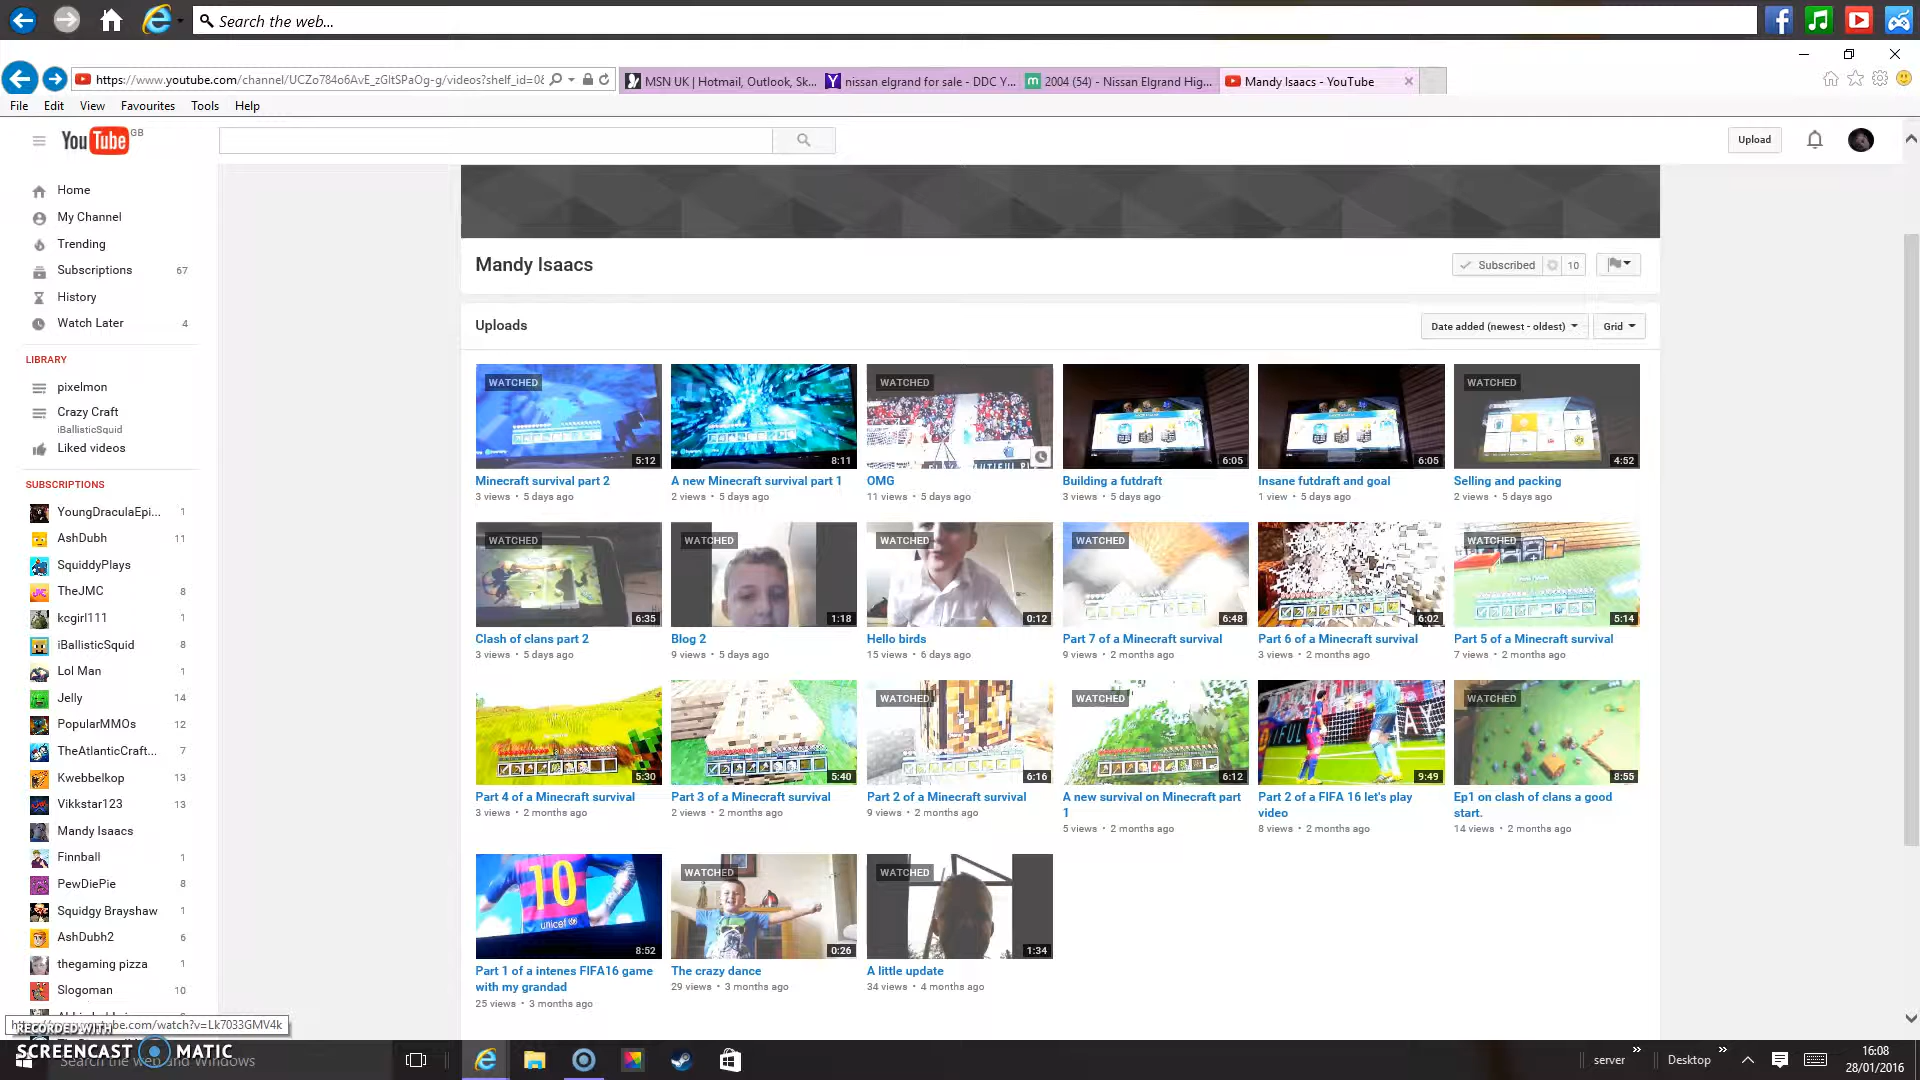 Search the web...
https://www.youtube.com/channel/UCZo784o6AvE_zGltSPaOg-g/videos?shelf_id=0&
MSN UK | Hotmail, Outlook, Sk...
nissan elgrand for sale - DDC Y...
2004 (54) - Nissan Elgrand Hig...
Mandy Isaacs - YouTube
File Edit View Favourites Tools Help
YouTube GB
Upload
Home
My Channel
Trending
Subscriptions 67
History
Watch Later 4
LIBRARY
pixelmon
Crazy Craft
iBallisticSquid
Liked videos
SUBSCRIPTIONS
YoungDraculaEpi... 1
AshDubh 11
SquiddyPlays
TheJMC 8
kcgirl111 1
iBallisticSquid 8
Lol Man 1
Jelly 14
PopularMMOs 12
TheAtlanticCraft... 7
Kwebbelkop 13
Vikkstar123 13
Mandy Isaacs
Finnball 1
PewDiePie 8
Squidgy Brayshaw 1
AshDubh2 6
thegaming pizza 1
Slogoman 10
Mandy Isaacs
Subscribed 10
Uploads
Date added (newest - oldest) Grid
WATCHED 5:12
Minecraft survival part 2
3 views • 5 days ago
8:11
A new Minecraft survival part 1
2 views • 5 days ago
WATCHED
OMG
11 views • 5 days ago
6:05
Building a futdraft
3 views • 5 days ago
6:05
Insane futdraft and goal
1 view • 5 days ago
WATCHED 4:52
Selling and packing
2 views • 5 days ago
WATCHED 6:35
Clash of clans part 2
3 views • 5 days ago
WATCHED 1:18
Blog 2
9 views • 5 days ago
WATCHED 0:12
Hello birds
15 views • 6 days ago
WATCHED 6:48
Part 7 of a Minecraft survival
9 views • 2 months ago
6:02
Part 6 of a Minecraft survival
3 views • 2 months ago
WATCHED 5:14
Part 5 of a Minecraft survival
7 views • 2 months ago
5:30
Part 4 of a Minecraft survival
3 views • 2 months ago
5:40
Part 3 of a Minecraft survival
2 views • 2 months ago
WATCHED 6:16
Part 2 of a Minecraft survival
9 views • 2 months ago
WATCHED 6:12
A new survival on Minecraft part
1
5 views • 2 months ago
9:49
Part 2 of a FIFA 16 let's play
video
8 views • 2 months ago
WATCHED 8:55
Ep1 on clash of clans a good
start.
14 views • 2 months ago
10
unicef
8:52
Part 1 of a intenes FIFA16 game
with my grandad
25 views • 3 months ago
WATCHED 0:26
The crazy dance
29 views • 3 months ago
WATCHED 1:34
A little update
34 views • 4 months ago
be.com/watch?v=Lk7033GMV4k
RECORDED WITH
SCREENCAST MATIC
Search the web and Windows
server
Desktop
16:08
28/01/2016